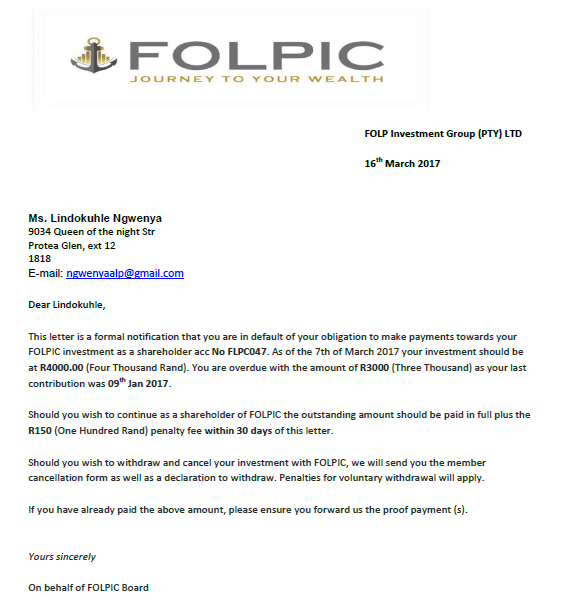 FOLPIC
JOURNEY TO YOUR WEALTH
FOLP Investment Group (PTY) LTD
16th March 2017
Ms. Lindokuhle Ngwenya
9034 Queen of the night Str
Protea Glen, ext 12
1818
E-mail: ngwenyaalp@gmail.com
Dear Lindokuhle,
This letter is a formal notification that you are in default of your obligation to make payments towards your
FOLPIC investment as a shareholder acc No FLPC047. As of the 7th of March 2017 your investment should be
at R4000.00 (Four Thousand Rand). You are overdue with the amount of R3000 (Three Thousand) as your last
contribution was 09th Jan 2017.
Should you wish to continue as a shareholder of FOLPIC the outstanding amount should be paid in full plus the
R150 (One Hundred Rand) penalty fee within 30 days of this letter.
Should you wish to withdraw and cancel your investment with FOLPIC, we will send you the member
cancellation form as well as a declaration to withdraw. Penalties for voluntary withdrawal will apply.
If you have already paid the above amount, please ensure you forward us the proof payment (s).
Yours sincerely
On behalf of FOLPIC Board